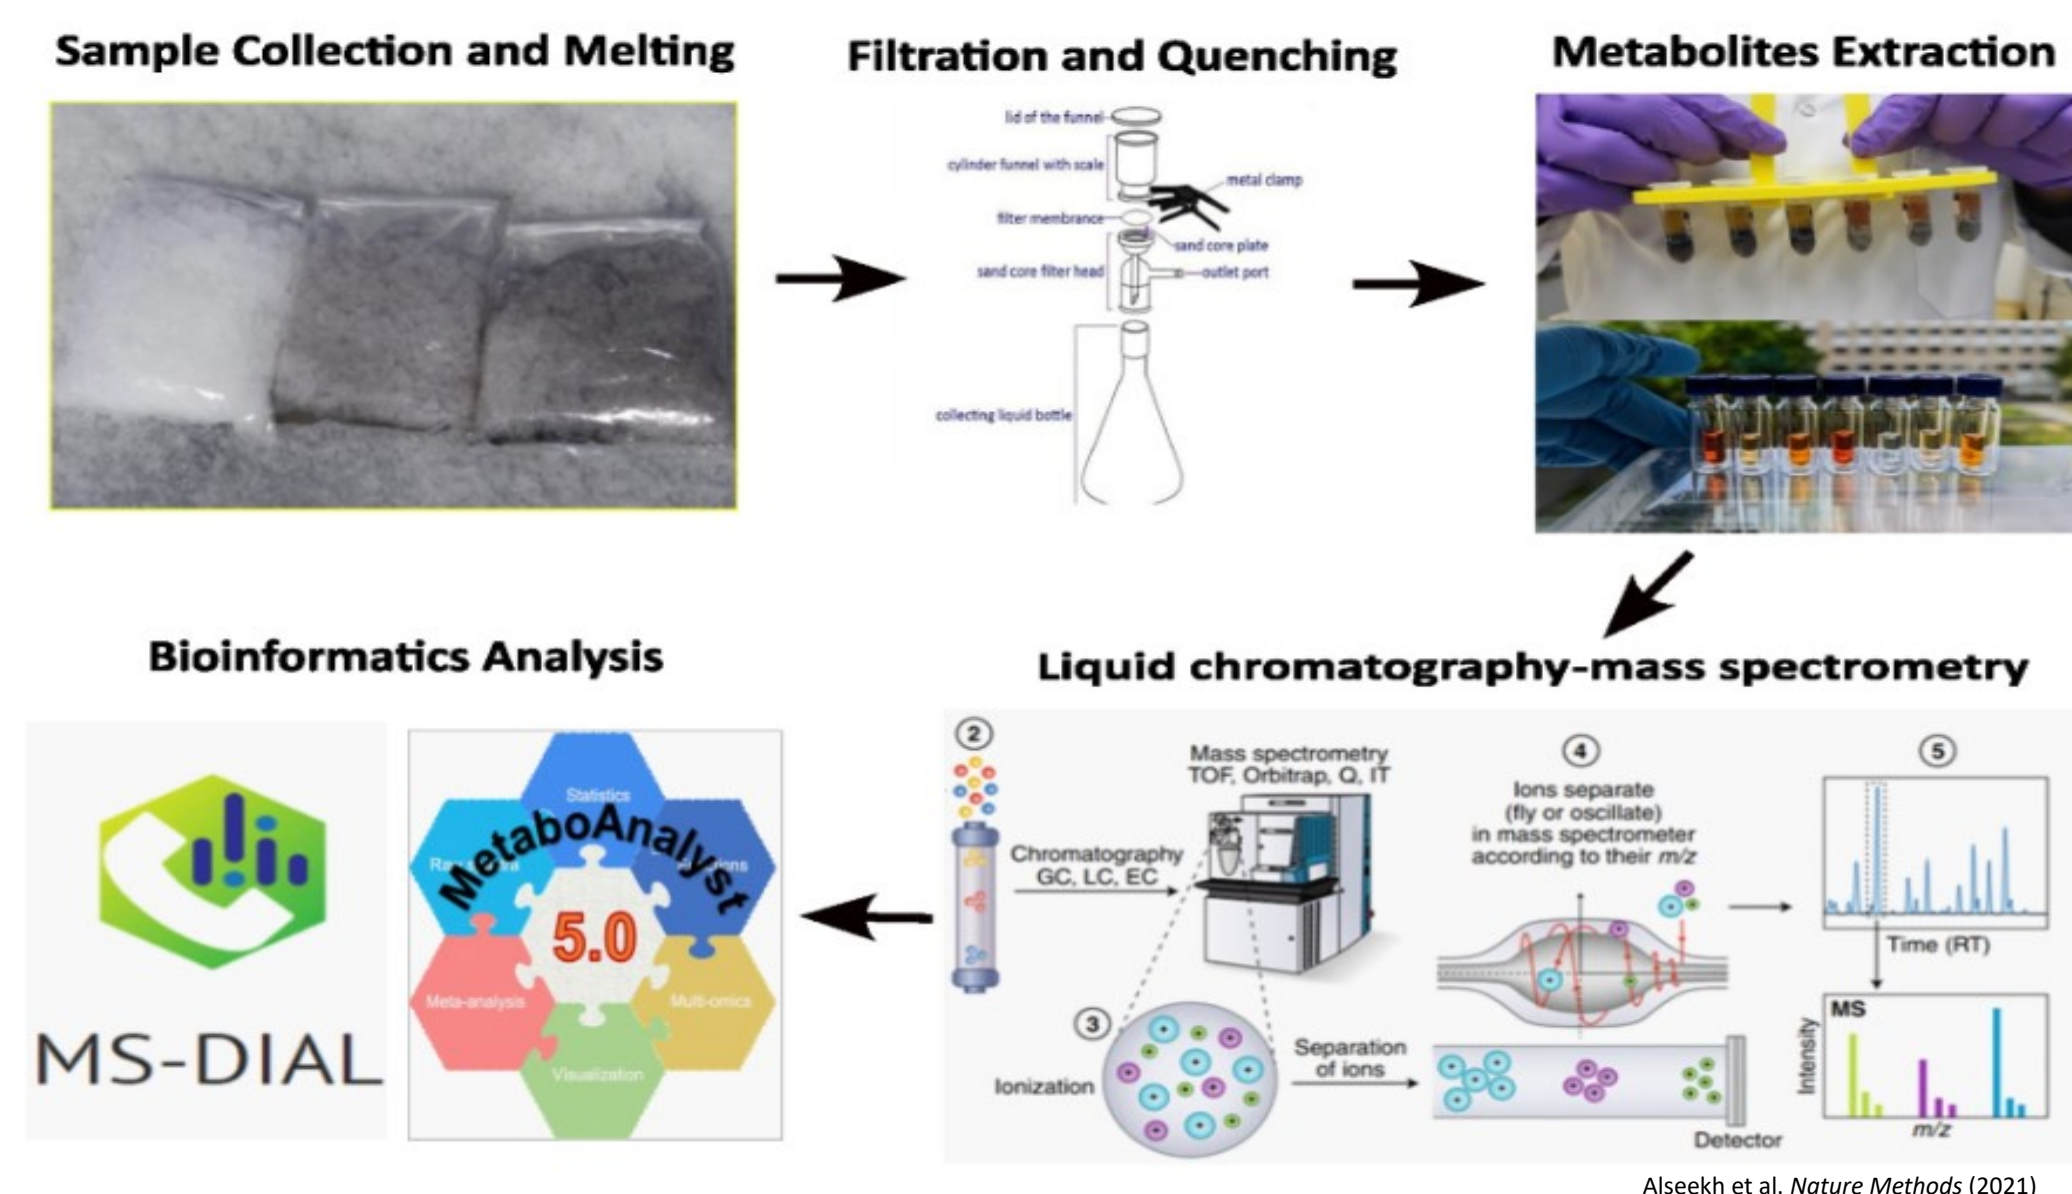 Sample Collection and Melting
Filtration and Quenching
Metabolites Extraction
lid of the funnel
cylinder funnel with scale
metal clamp
filter membrance
sand core plate
sand core filter head
outlet port
collecting liquid bottle
Bioinformatics Analysis
Liquid chromatography-mass spectrometry
MS-DIAL
Statistics
MetaboAnalyst
5.0
Meta-analysis
Multi-omics
Visualization
2
Chromatography
GC, LC, EC
Mass spectrometry
TOF, Orbitrap, Q, IT
3
Ionization
Separation
of ions
4
Ions separate
(fly or oscillate)
in mass spectrometer
according to their m/z
Detector
5
Time (RT)
MS
Intensity
m/z
Alseekh et al. Nature Methods (2021)